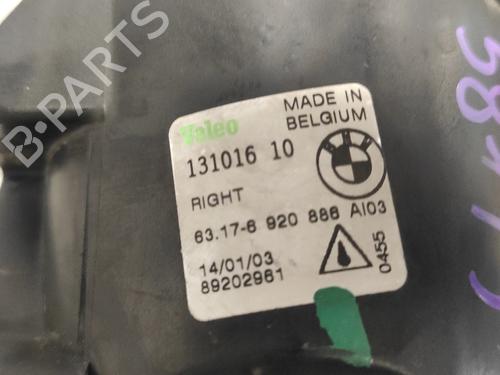 B-PARTS
Valeo
MADE IN
BELGIUM
131016 10
RIGHT
63.17-6 920 886 AI03
14/01/03
89202961
0455